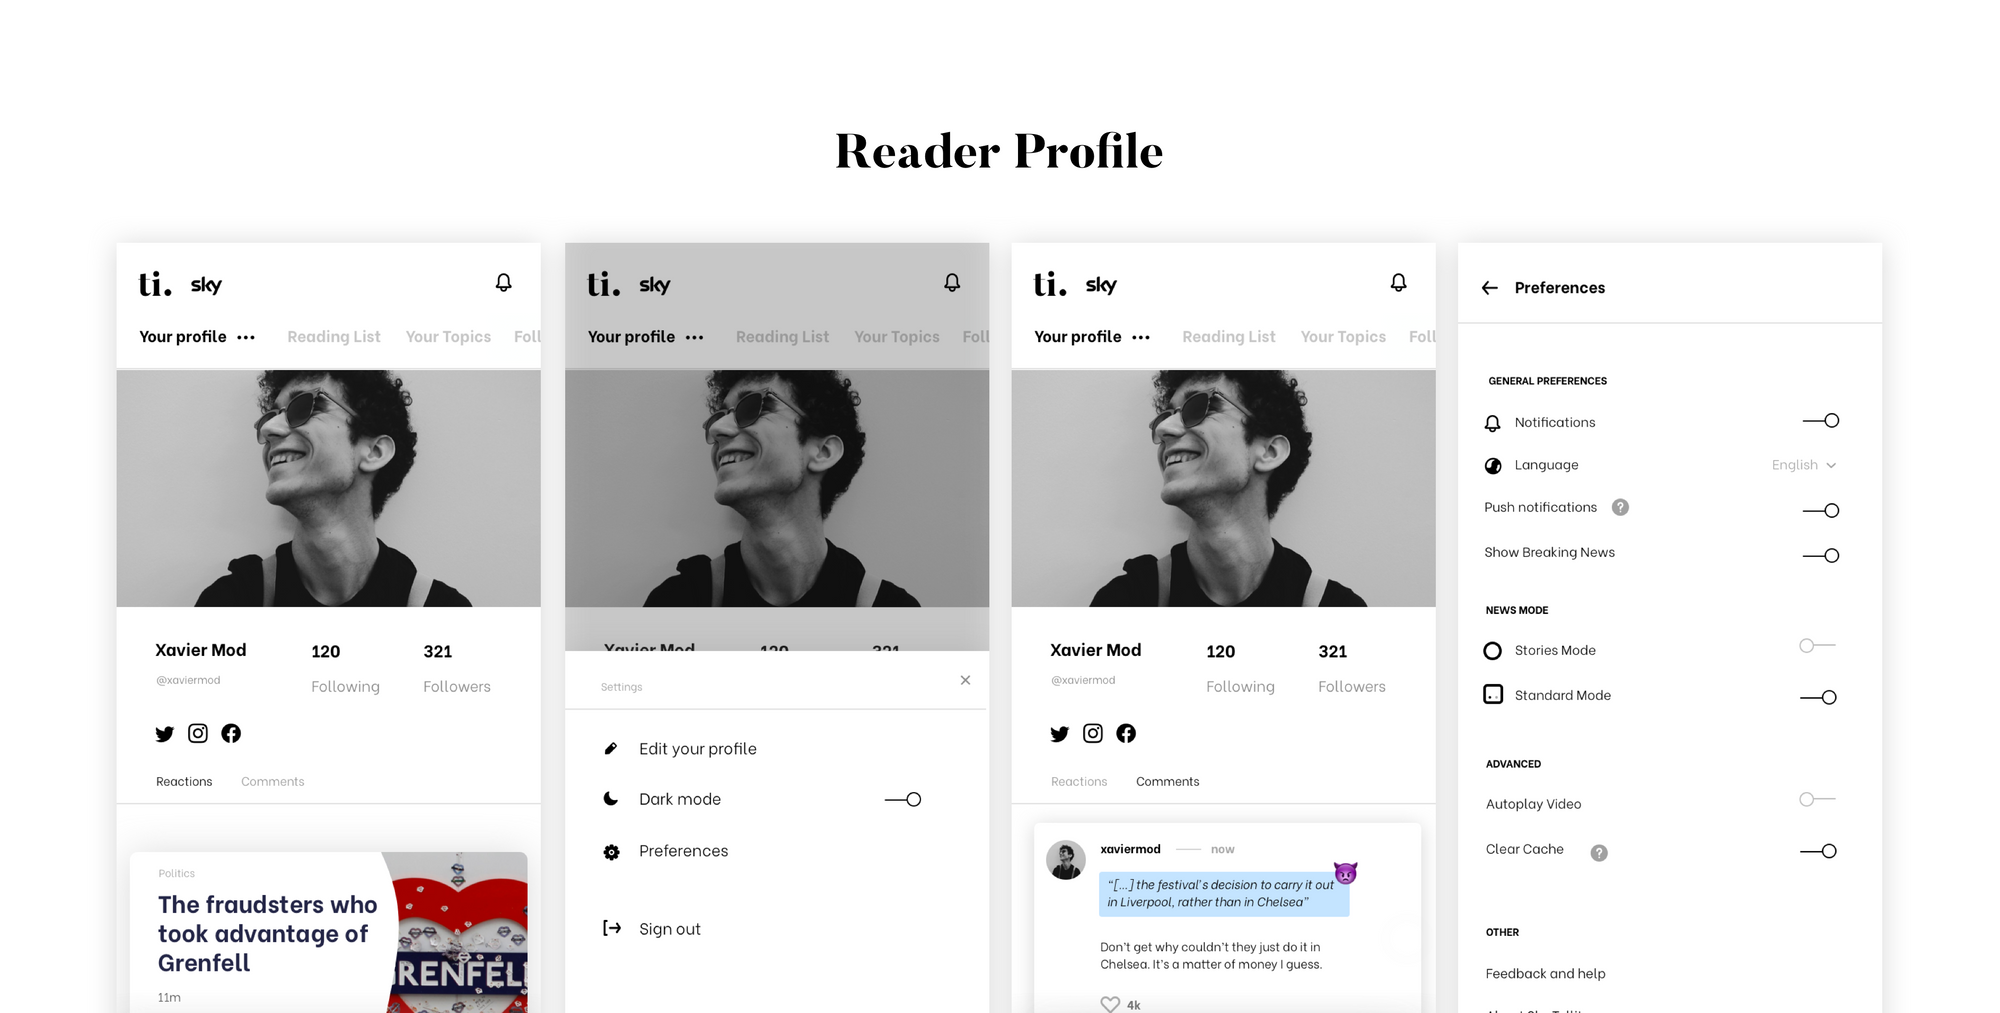 Reader Profile
ti. sky
Your profile ••• Reading List Your Topics Foll
Xavier Mod 120 321
@xaviermod Following Followers
Reactions Comments
Politics
The fraudsters who
took advantage of
Grenfell
11m
GRENFELL
ti. sky
Your profile ••• Reading List Your Topics Foll
Xavier Mod 120 321
Settings
Edit your profile
Dark mode
Preferences
Sign out
ti. sky
Your profile ••• Reading List Your Topics Foll
Xavier Mod 120 321
@xaviermod Following Followers
Reactions Comments
xaviermod now
“[...] the festival's decision to carry it out
in Liverpool, rather than in Chelsea”
Don't get why couldn't they just do it in
Chelsea. It's a matter of money I guess.
4k
Preferences
GENERAL PREFERENCES
Notifications
Language English
Push notifications ?
Show Breaking News
NEWS MODE
Stories Mode
Standard Mode
ADVANCED
Autoplay Video
Clear Cache ?
OTHER
Feedback and help